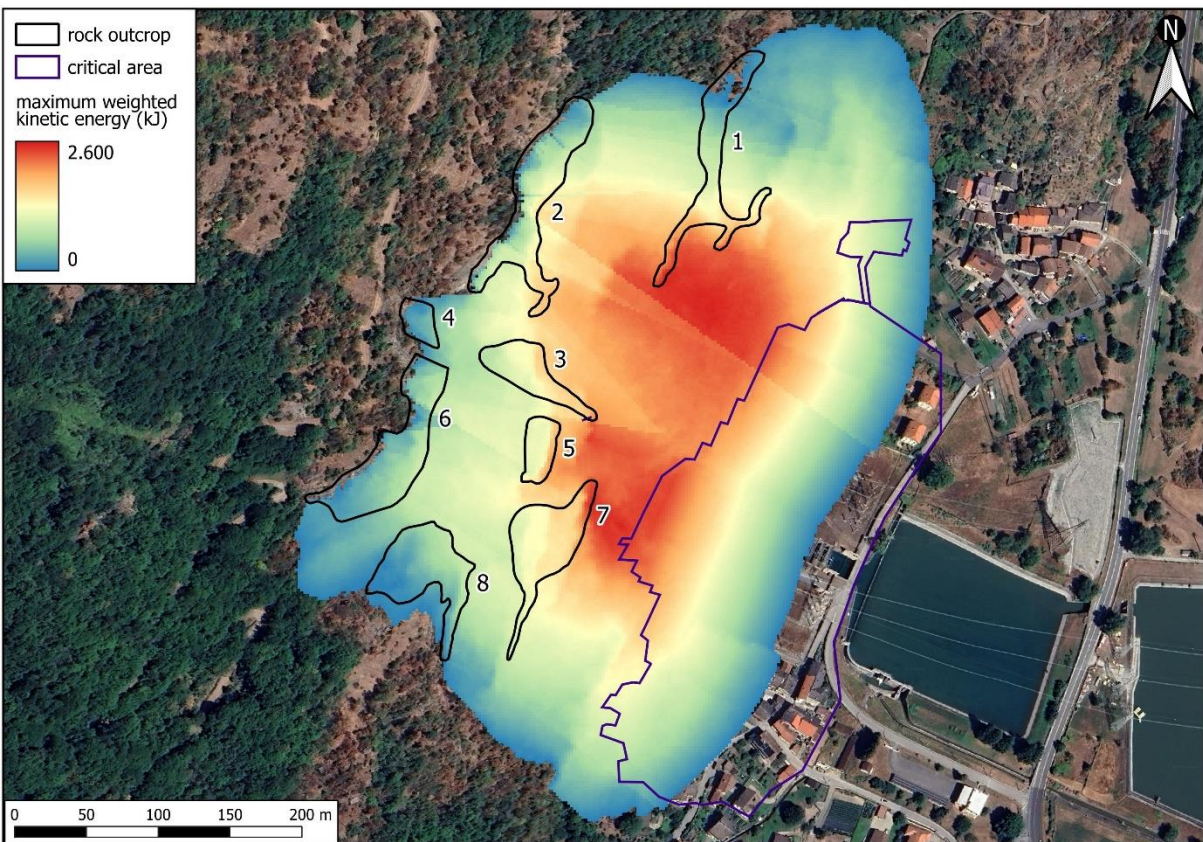 rock outcrop
critical area
maximum weighted
kinetic energy (kJ)
2.600
0
N
1
2
3
4
5
6
7
8
0 50 100 150 200 m